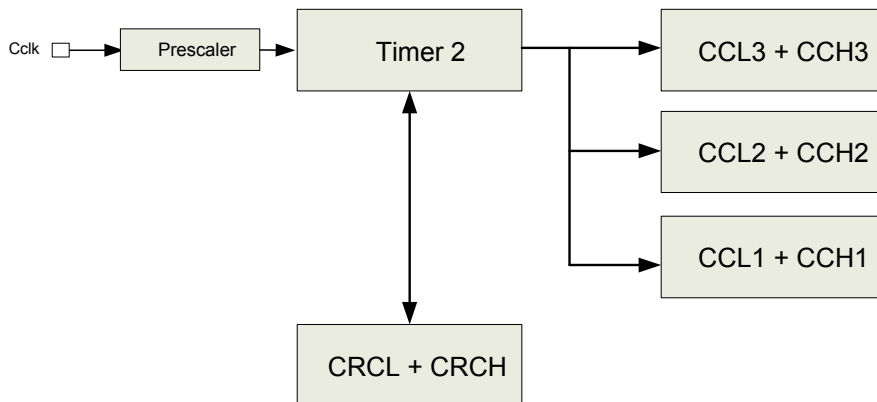 Cclk
Prescaler
Timer 2
CCL3 + CCH3
CCL2 + CCH2
CCL1 + CCH1
CRCL + CRCH